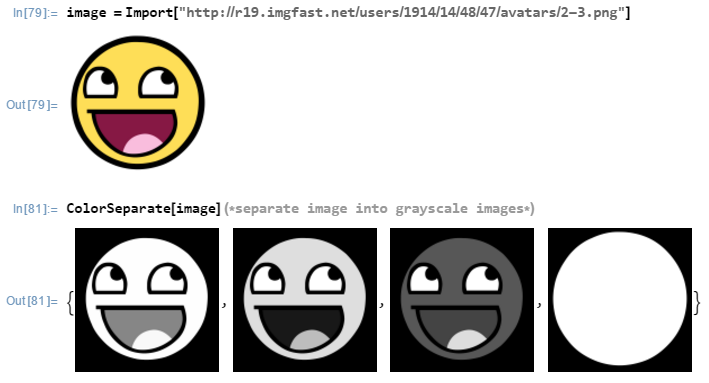 In[79]:= image = Import["http://r19.imgfast.net/users/1914/14/48/47/avatars/2-3.png"]
Out[79]=
In[81]:= ColorSeparate[image] (*separate image into grayscale images*)
Out[81]= { , , , }